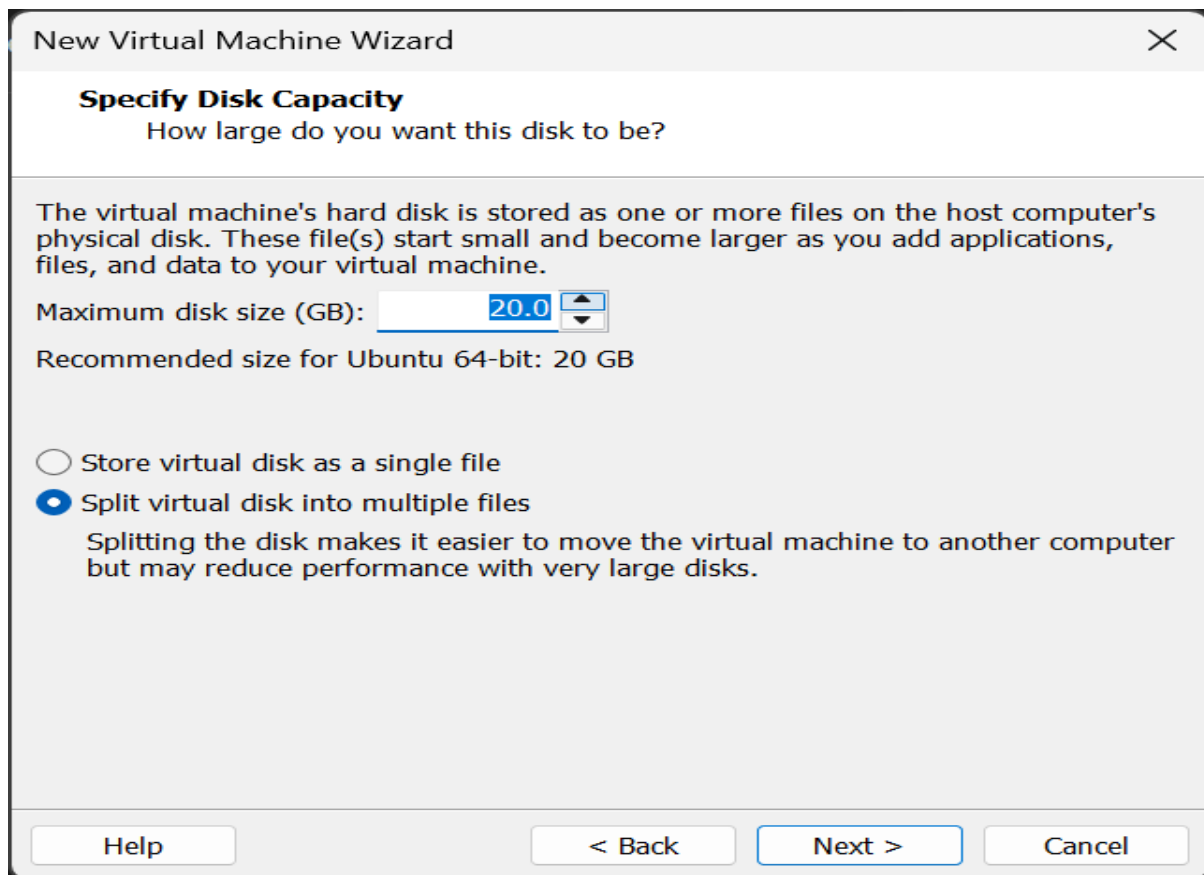 New Virtual Machine Wizard
Specify Disk Capacity
How large do you want this disk to be?
The virtual machine's hard disk is stored as one or more files on the host computer's
physical disk. These file(s) start small and become larger as you add applications,
files, and data to your virtual machine.
Maximum disk size (GB): 20.0
Recommended size for Ubuntu 64-bit: 20 GB
Store virtual disk as a single file
Split virtual disk into multiple files
Splitting the disk makes it easier to move the virtual machine to another computer
but may reduce performance with very large disks.
Help < Back Next > Cancel